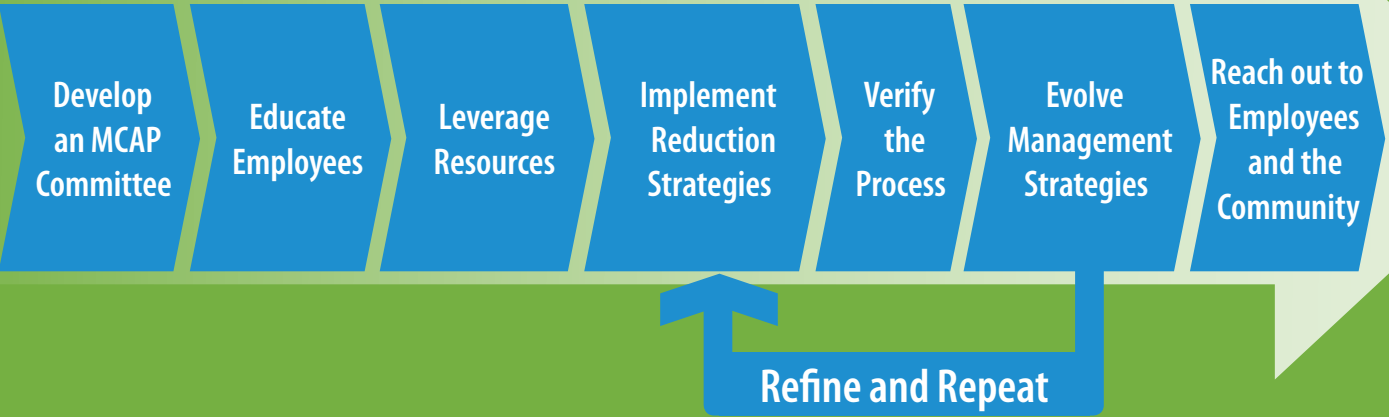 Develop
an MCAP
Committee
Educate
Employees
Leverage
Resources
Implement
Reduction
Strategies
Verify
the
Process
Evolve
Management
Strategies
Reach out to
Employees
and the
Community
Refine and Repeat